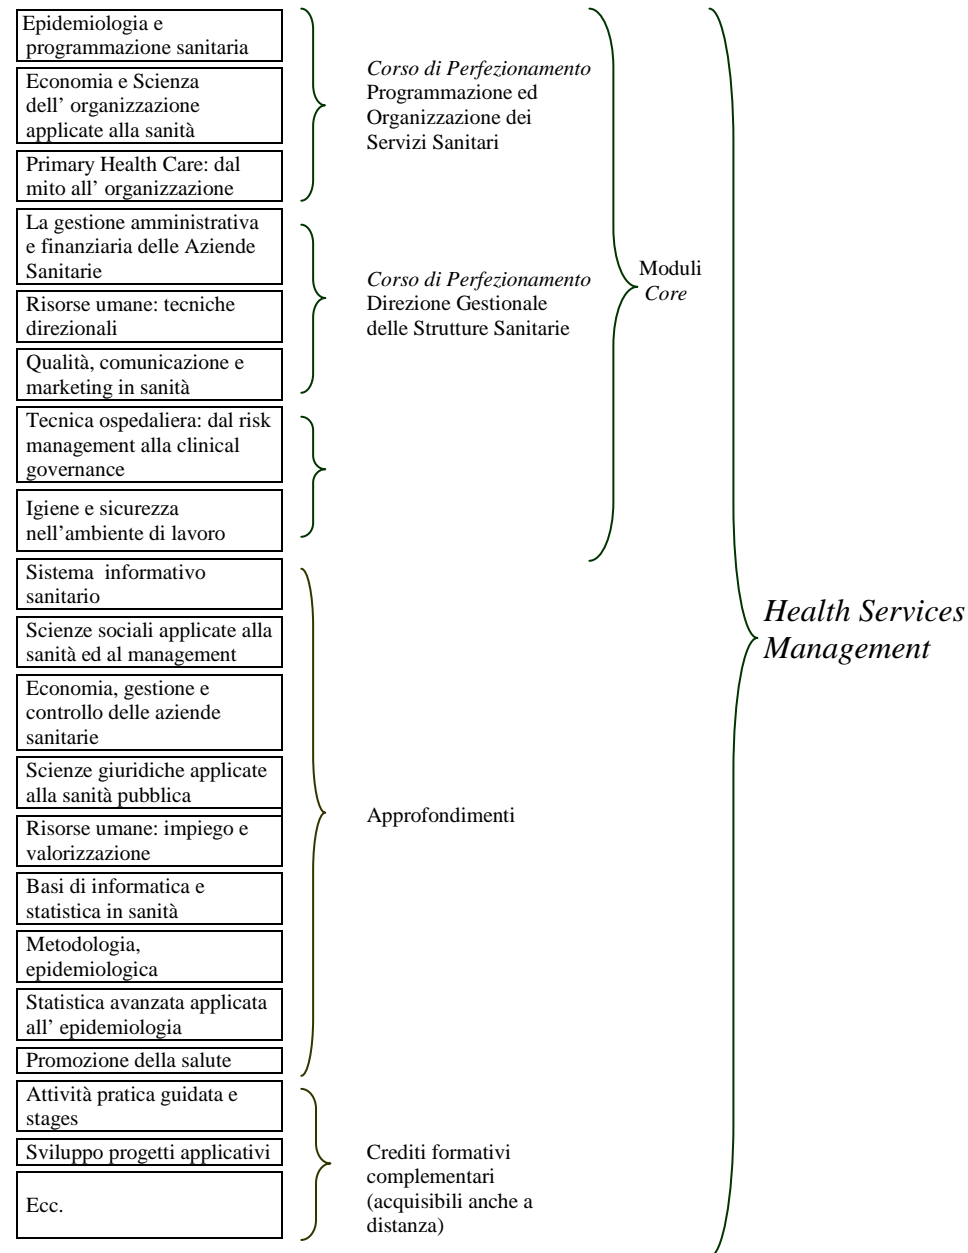 Epidemiologia e
programmazione sanitaria
Economia e Scienza
dell' organizzazione
applicate alla sanità
Primary Health Care: dal
mito all' organizzazione
Corso di Perfezionamento
Programmazione ed
Organizzazione dei
Servizi Sanitari
La gestione amministrativa
e finanziaria delle Aziende
Sanitarie
Risorse umane: tecniche
direzionali
Qualità, comunicazione e
marketing in sanità
Corso di Perfezionamento
Direzione Gestionale
delle Strutture Sanitarie
Tecnica ospedaliera: dal risk
management alla clinical
governance
Igiene e sicurezza
nell'ambiente di lavoro
Moduli
Core
Sistema informativo
sanitario
Scienze sociali applicate alla
sanità ed al management
Economia, gestione e
controllo delle aziende
sanitarie
Scienze giuridiche applicate
alla sanità pubblica
Risorse umane: impiego e
valorizzazione
Basi di informatica e
statistica in sanità
Metodologia,
epidemiologica
Statistica avanzata applicata
all' epidemiologia
Promozione della salute
Approfondimenti
Attività pratica guidata e
stages
Sviluppo progetti applicativi
Ecc.
Crediti formativi
complementari
(acquisibili anche a
distanza)
Health Services
Management